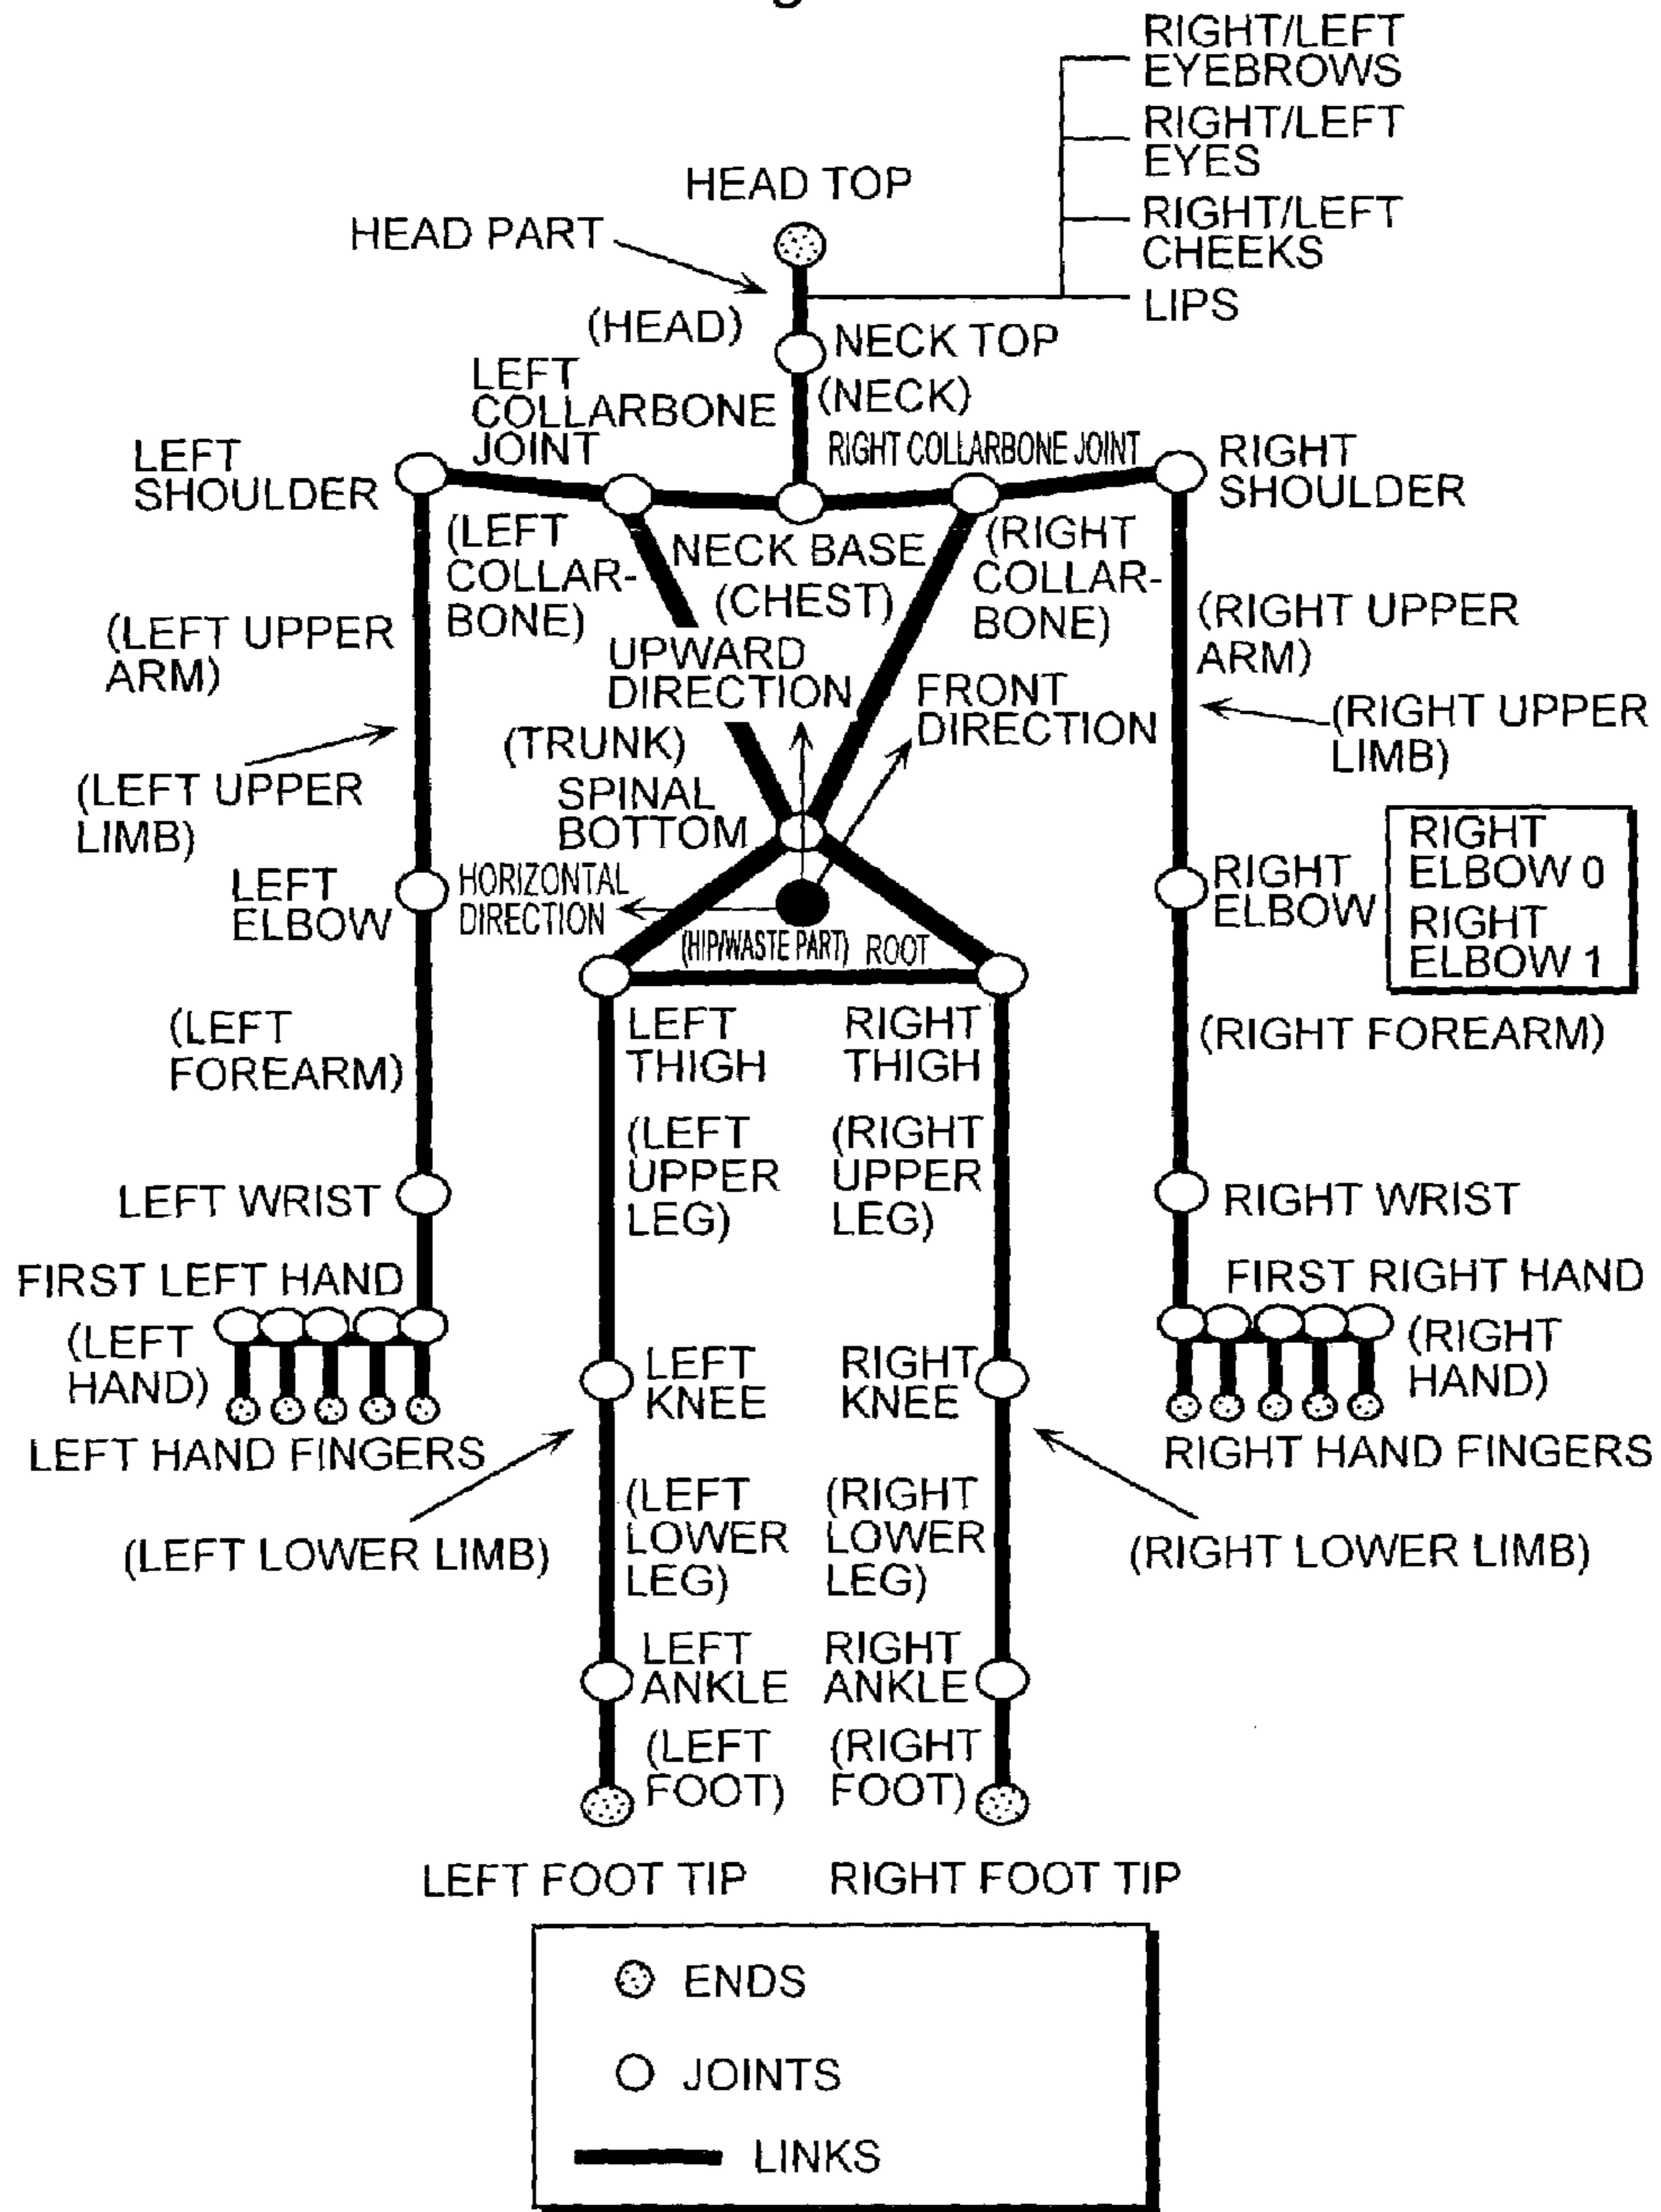 RIGHT/LEFT
EYEBROWS
RIGHT/LEFT
EYES
HEAD TOP
RIGHT/LEFT
CHEEKS
HEAD PART
LIPS
(HEAD)
NECK TOP
LEFT
COLLARBONE
JOINT
(NECK)
RIGHT COLLARBONE JOINT
LEFT
SHOULDER
RIGHT
SHOULDER
(LEFT
COLLAR-
BONE)
NECK BASE
(CHEST)
(RIGHT
COLLAR-
BONE)
(LEFT UPPER
ARM)
(RIGHT UPPER
ARM)
UPWARD
DIRECTION
FRONT
DIRECTION
(TRUNK)
(RIGHT UPPER
LIMB)
(LEFT UPPER
LIMB)
SPINAL
BOTTOM
LEFT
ELBOW
HORIZONTAL
DIRECTION
RIGHT
ELBOW
RIGHT
ELBOW 0
RIGHT
ELBOW 1
(HIP/WASTE PART) ROOT
(LEFT
FOREARM)
LEFT
THIGH
RIGHT
THIGH
(RIGHT FOREARM)
(LEFT
UPPER
LEG)
(RIGHT
UPPER
LEG)
LEFT WRIST
RIGHT WRIST
FIRST LEFT HAND
FIRST RIGHT HAND
(LEFT
HAND)
(RIGHT
HAND)
LEFT
KNEE
RIGHT
KNEE
LEFT HAND FINGERS
RIGHT HAND FINGERS
(LEFT
LOWER
LEG)
(RIGHT
LOWER
LEG)
(LEFT LOWER LIMB)
(RIGHT LOWER LIMB)
LEFT
ANKLE
RIGHT
ANKLE
(LEFT
FOOT)
(RIGHT
FOOT)
LEFT FOOT TIP
RIGHT FOOT TIP
ENDS
JOINTS
LINKS